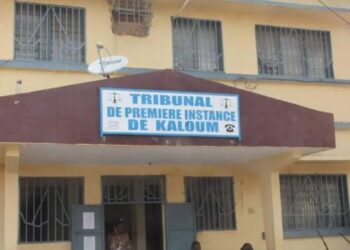 TRIBUNAL
DE PREMIERE INSTANCE
DE KALOUM